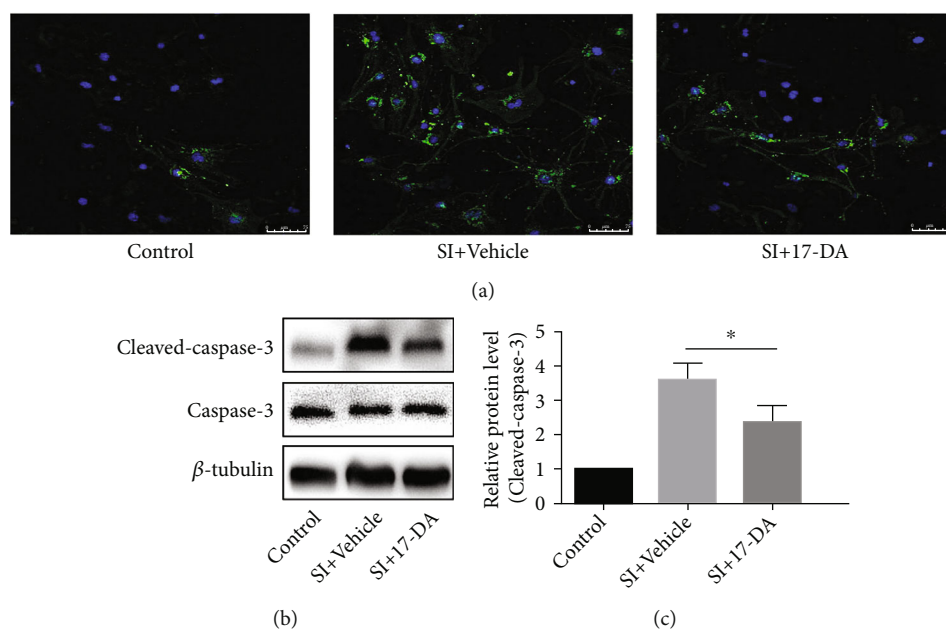 Control
SI+Vehicle
SI+17-DA
(a)
Cleaved-caspase-3
Caspase-3
β-tubulin
Control
SI+Vehicle
SI+17-DA
(b)
Relative protein level
(Cleaved-caspase-3)
5
4
3
2
1
0
*
Control
SI+Vehicle
SI+17-DA
(c)